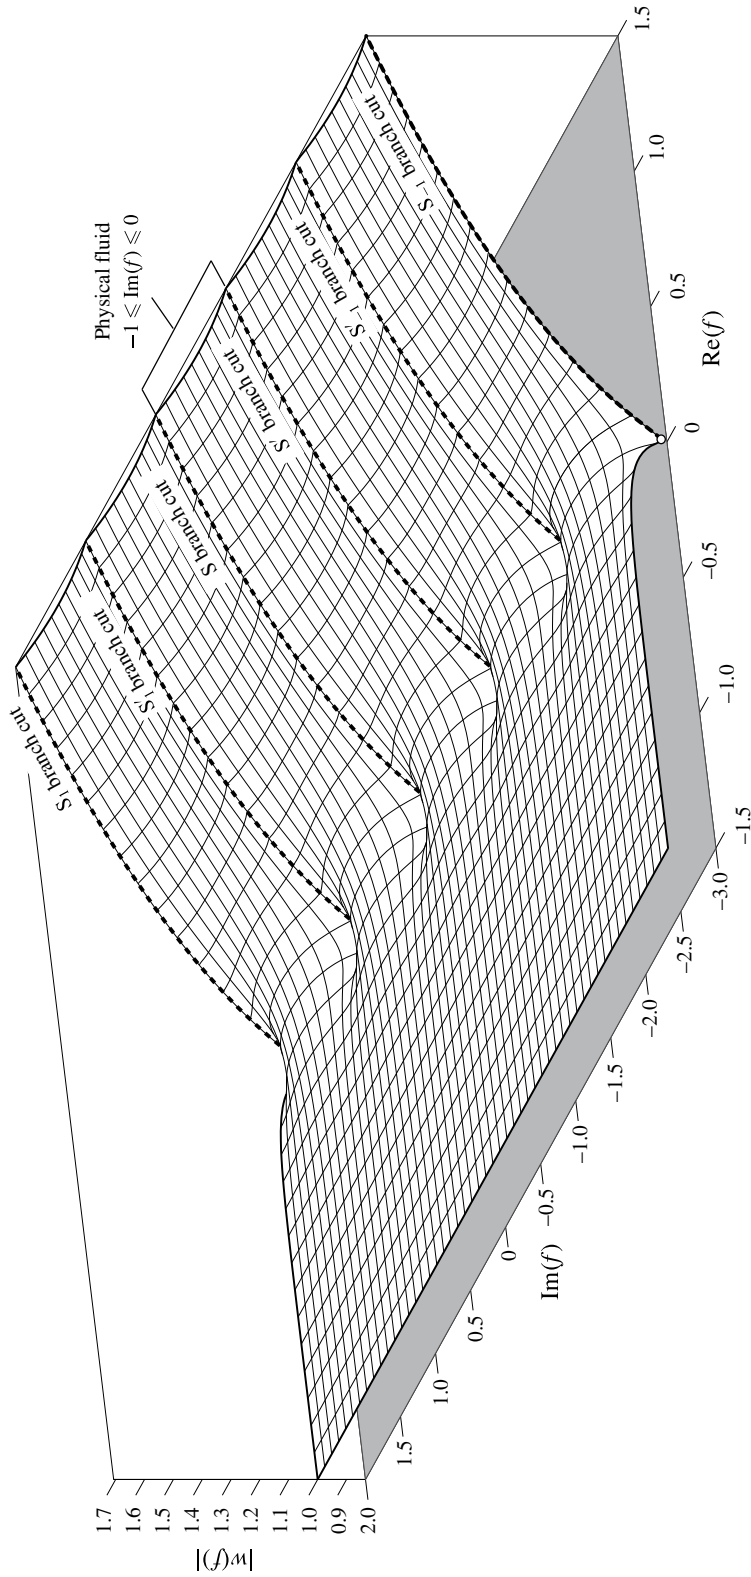 Physical fluid
−1 ⩽ Im(f) ⩽ 0
S₁ branch cut
S′₁ branch cut
S branch cut
S′ branch cut
S′₋₁ branch cut
S₋₁ branch cut
|w(f)|
1.7
1.6
1.5
1.4
1.3
1.2
1.1
1.0
0.9
2.0
1.5
1.0
0.5
0
−0.5
−1.0
−1.5
−2.0
−2.5
−3.0
Im(f)
−1.5
−1.0
−0.5
0
0.5
1.0
1.5
Re(f)